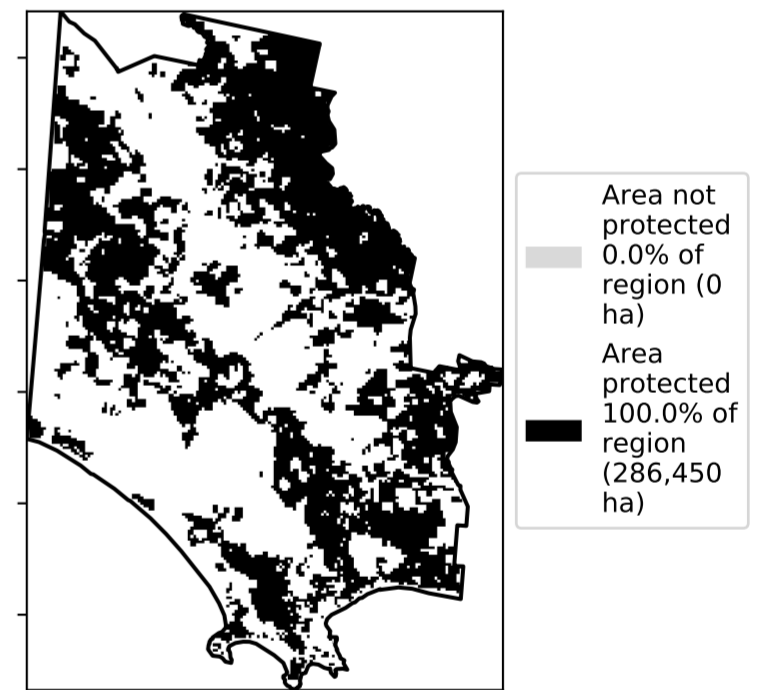 Area not
protected
0.0% of
region (0
ha)
Area
protected
100.0% of
region
(286,450
ha)